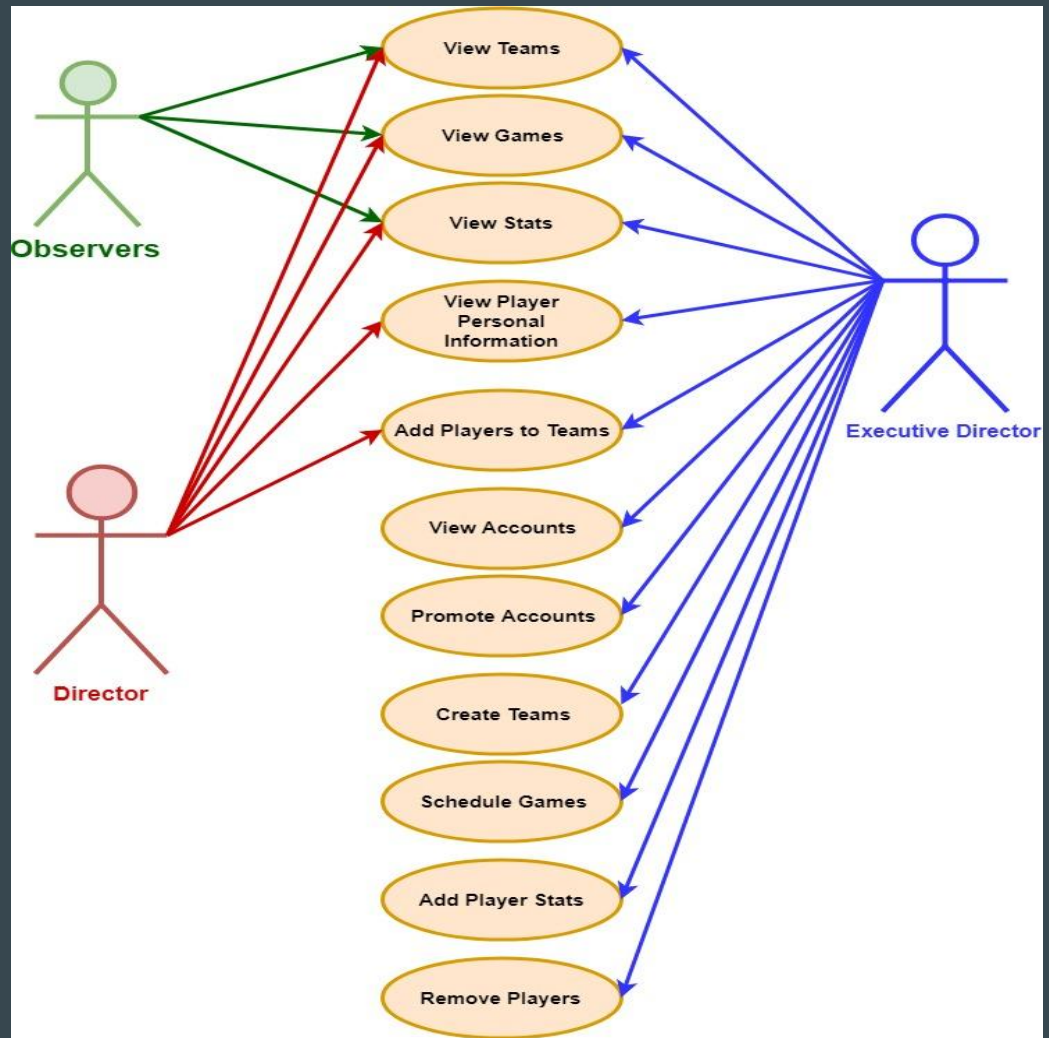 View Teams
View Games
View Stats
Observers
View Player
Personal
Information
Add Players to Teams
Executive Director
View Accounts
Promote Accounts
Director
Create Teams
Schedule Games
Add Player Stats
Remove Players